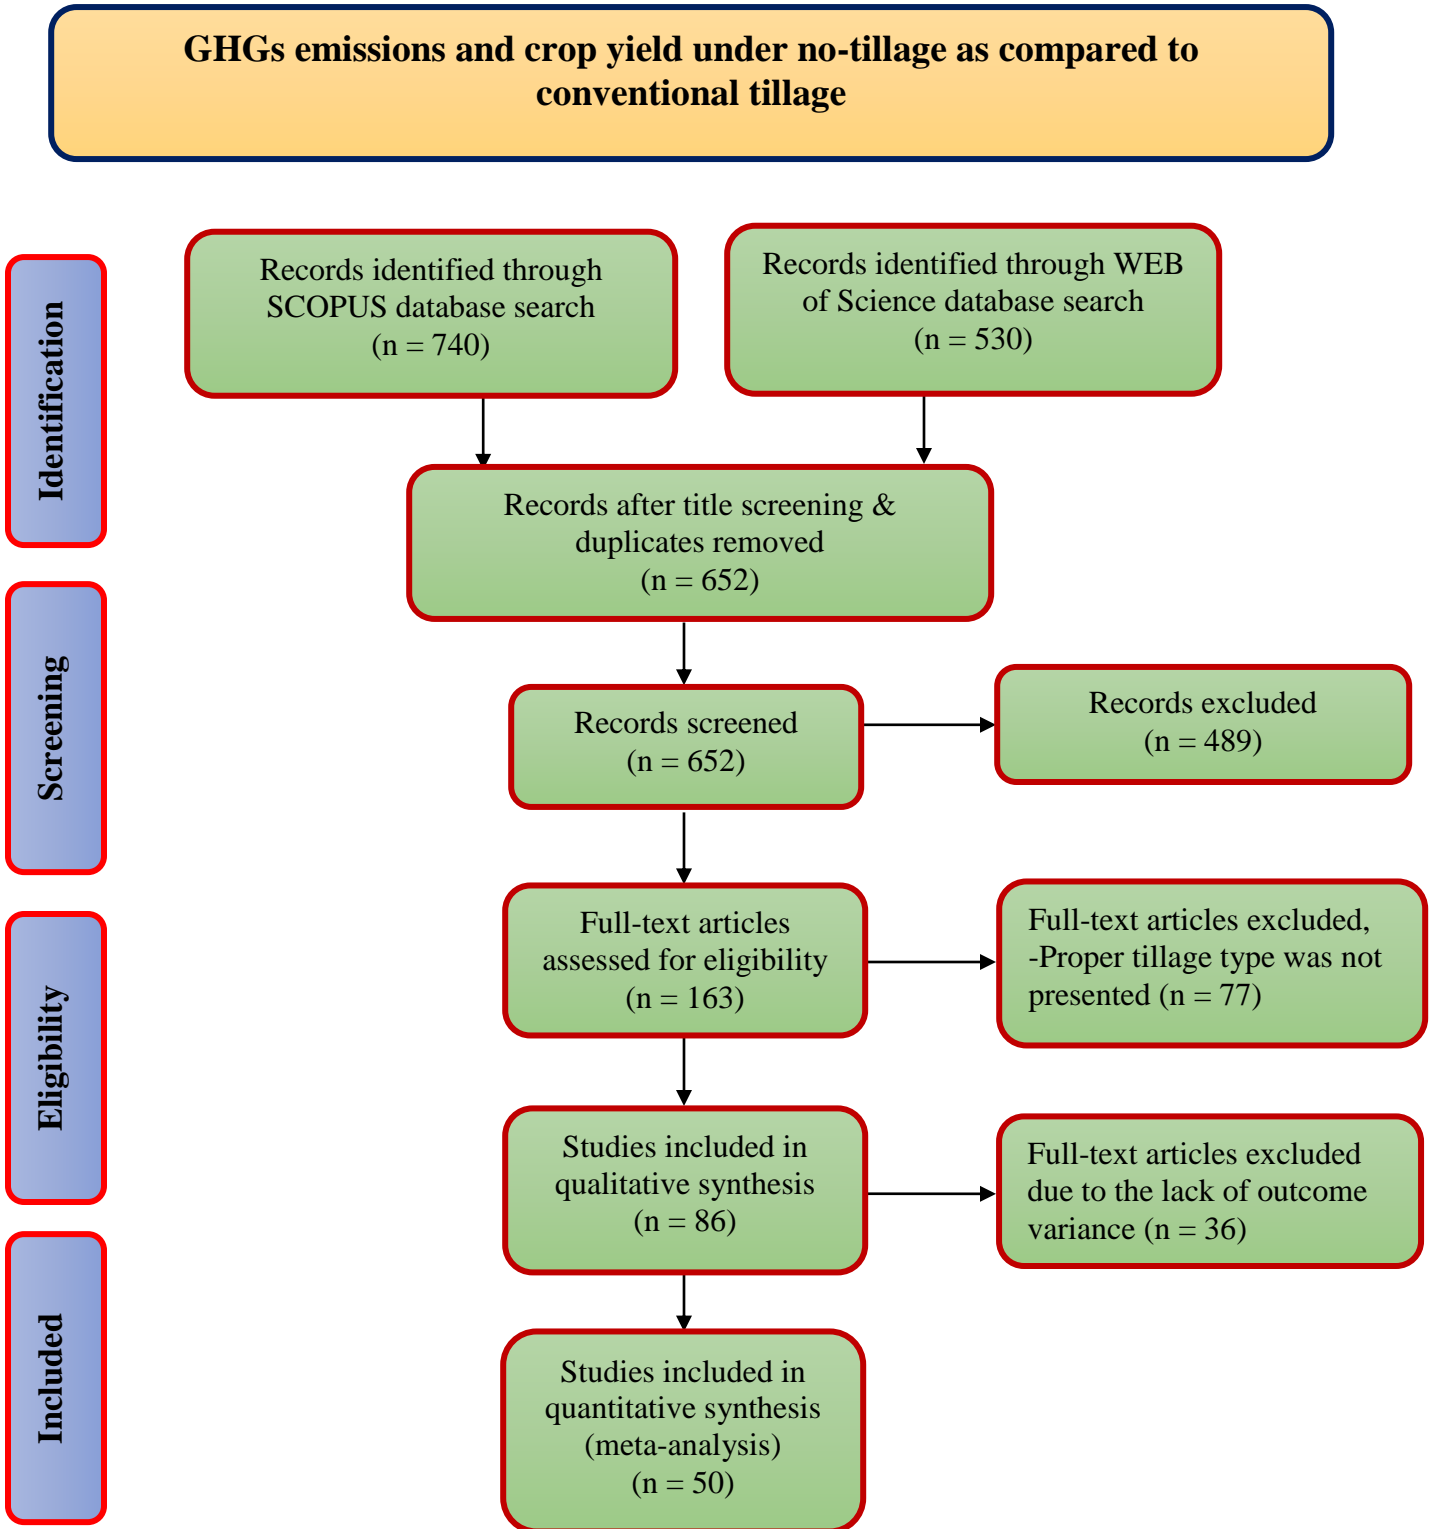 GHGs emissions and crop yield under no-tillage as compared to
conventional tillage
Identification
Records identified through
SCOPUS database search
(n = 740)
Records identified through WEB
of Science database search
(n = 530)
Records after title screening &
duplicates removed
(n = 652)
Screening
Records screened
(n = 652)
Records excluded
(n = 489)
Eligibility
Full-text articles
assessed for eligibility
(n = 163)
Full-text articles excluded,
-Proper tillage type was not
presented (n = 77)
Studies included in
qualitative synthesis
(n = 86)
Full-text articles excluded
due to the lack of outcome
variance (n = 36)
Included
Studies included in
quantitative synthesis
(meta-analysis)
(n = 50)